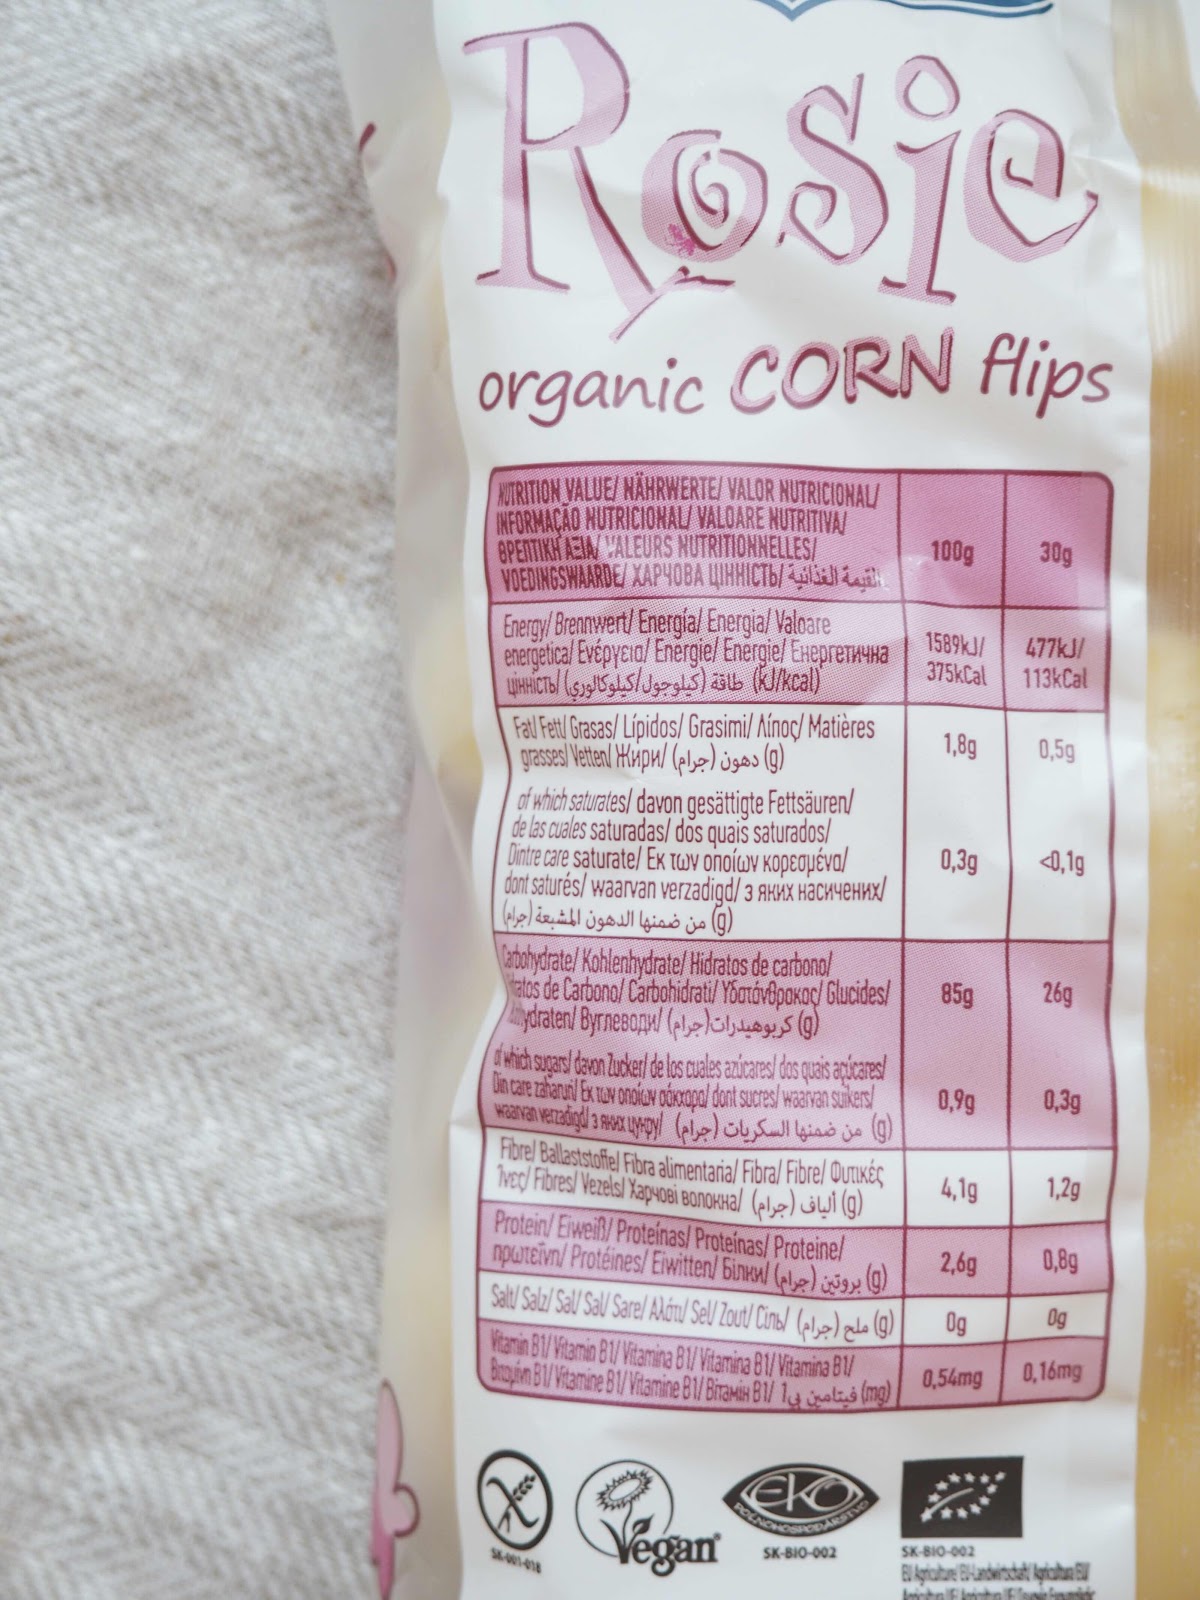 Rosie
organic CORN flips
NUTRITION VALUE/ NÄHRWERTE/ VALOR NUTRICIONAL/
INFORMAÇÃO NUTRICIONAL/ VALOARE NUTRITIVA/
ΘΡΕΠΤΙΚΗ ΑΞΙΑ/ VALEURS NUTRITIONNELLES/
VOEDINGSWAARDE/ ХАРЧОВА ЦІННІСТЬ/ القيمة الغذائية
100g
30g
Energy/ Brennwert/ Energía/ Energia/ Valoare
energetica/ Ενέργεια/ Energie/ Energie/ Енергетична
цінність/ طاقة (كيلوجول/كيلوكالوري) (kJ/kcal)
1589kJ/
375kCal
477kJ/
113kCal
Fat/ Fett/ Grasas/ Lípidos/ Grasimi/ Λίπος/ Matières
grasses/ Vetten/ Жири/ دهون (جرام) (g)
1,8g
0,5g
of which saturates/ davon gesättigte Fettsäuren/
de las cuales saturadas/ dos quais saturados/
Dintre care saturate/ Εκ των οποίων κορεσμένα/
dont saturés/ waarvan verzadigd/ з яких насичених/
من ضمنها الدهون المشبعة (جرام) (g)
0,3g
<0,1g
Carbohydrate/ Kohlenhydrate/ Hidratos de carbono/
de Carbono/ Carbohidrati/ Υδατάνθρακας/ Glucides/
Вуглеводи/ كربوهيدرات(جرام) (g)
85g
26g
of which sugars/ davon Zucker/ de los cuales azúcares/ dos quais açúcares/
Din care zaharuri/ Εκ των οποίων σάκχαρα/ dont sucres/ waarvan suikers/
waarvan verzadigd/ з яких цукру/ من ضمنها السكريات (جرام) (g)
0,9g
0,3g
Fibre/ Ballaststoffe/ Fibra alimentaria/ Fibra/ Fibre/ Φυτικές
Ίνες/ Fibres/ Vezels/ Харчові волокна/ ألياف (جرام) (g)
4,1g
1,2g
Protein/ Eiweiß/ Proteínas/ Proteínas/ Proteine/
πρωτεΐνη/ Protéines/ Eiwitten/ Білки/ بروتين (جرام) (g)
2,6g
0,8g
Salt/ Salz/ Sal/ Sal/ Sare/ Αλάτι/ Sel/ Zout/ Сіль/ ملح (جرام) (g)
0g
0g
Vitamin B1/ Vitamin B1/ Vitamina B1/ Vitamina B1/ Vitamina B1/
Βιταμίνη B1/ Vitamine B1/ Vitamine B1/ Вітамін B1/ فيتامين بي1 (mg)
0,54mg
0,16mg
SK-001-018
Vegan
EKO
POĽNOHOSPODÁRSTVO
SK-BIO-002
SK-BIO-002
EU Agriculture/ EU-Landwirtschaft/ Agricultura EU/